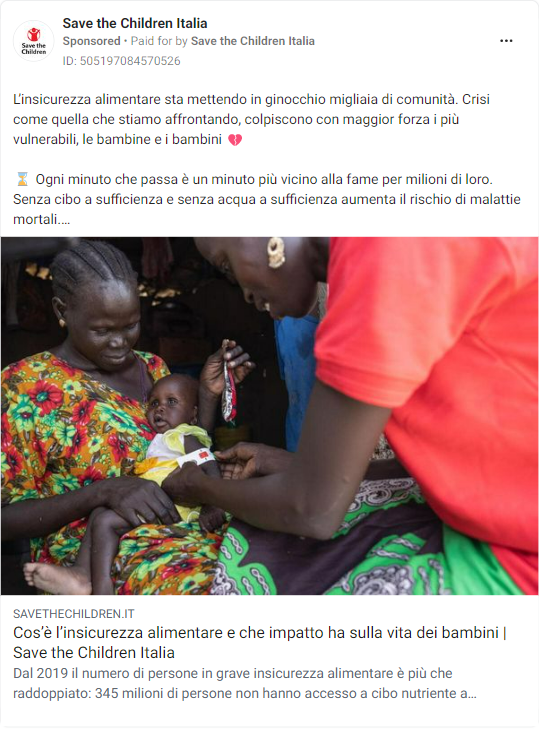 Save the Children Italia
Sponsored • Paid for by Save the Children Italia
ID: 505197084570526
Save the
Children
L'insicurezza alimentare sta mettendo in ginocchio migliaia di comunità. Crisi
come quella che stiamo affrontando, colpiscono con maggior forza i più
vulnerabili, le bambine e i bambini 💔
⏳ Ogni minuto che passa è un minuto più vicino alla fame per milioni di loro.
Senza cibo a sufficienza e senza acqua a sufficienza aumenta il rischio di malattie
mortali....
SAVETHECHILDREN.IT
Cos'è l'insicurezza alimentare e che impatto ha sulla vita dei bambini |
Save the Children Italia
Dal 2019 il numero di persone in grave insicurezza alimentare è più che
raddoppiato: 345 milioni di persone non hanno accesso a cibo nutriente a...